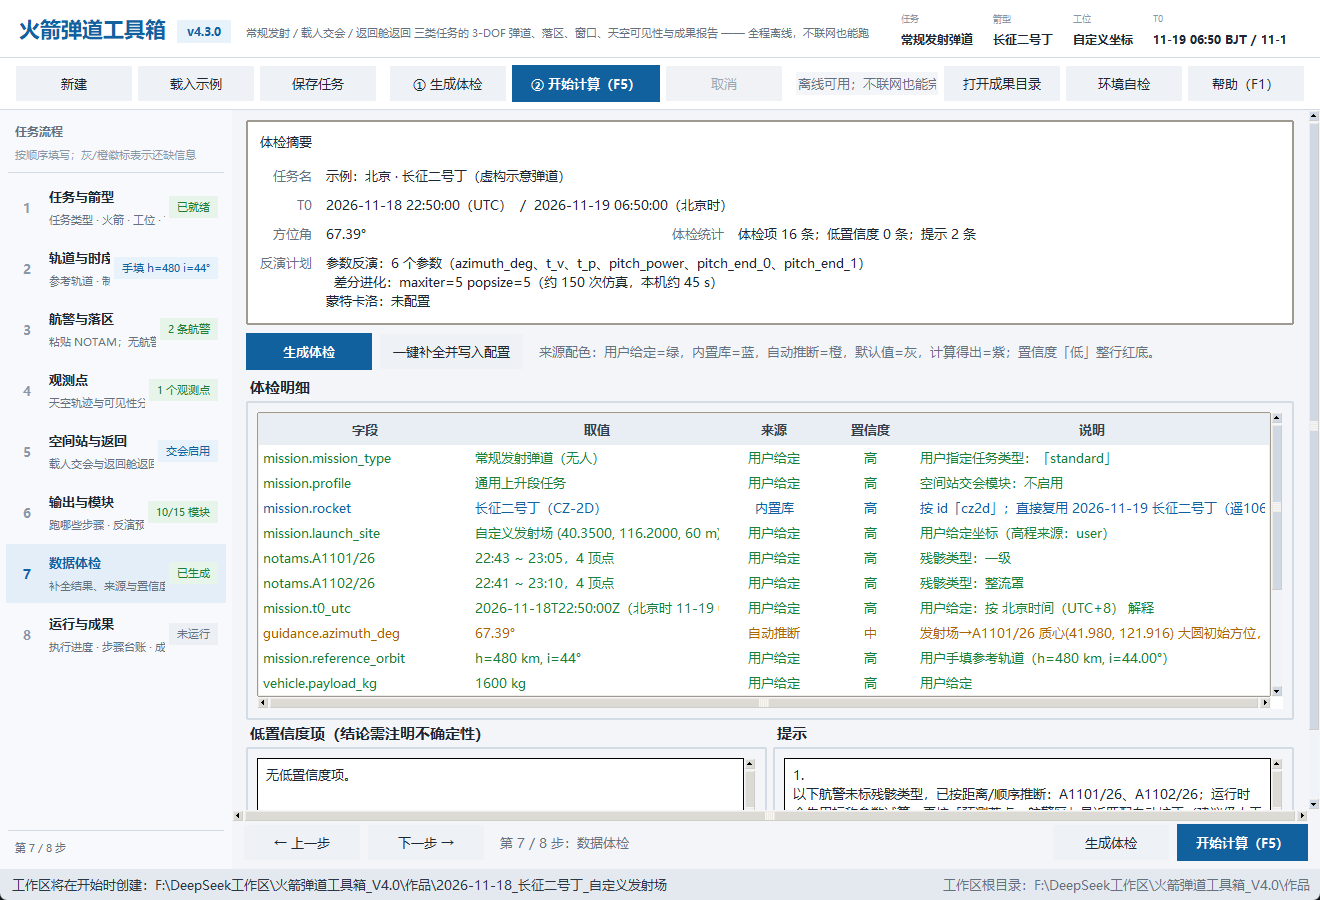 火箭弹道工具箱
v4.3.0
常规发射 / 载人交会 / 返回舱返回 三类任务的 3-DOF 弹道、落区、窗口、天空可见性与成果报告 —— 全程离线，不联网也能跑
任务
常规发射弹道
箭型
长征二号丁
工位
自定义坐标
T0
11-19 06:50 BJT / 11-1
新建
载入示例
保存任务
① 生成体检
② 开始计算（F5）
取消
离线可用；不联网也能完
打开成果目录
环境自检
帮助（F1）
任务流程
按顺序填写；灰/橙徽标表示还缺信息
1
任务与箭型
任务类型 · 火箭 · 工位 ·
已就绪
2
轨道与时序
参考轨道 · 制
手填 h=480 i=44°
3
航警与落区
粘贴 NOTAM；无航警
2 条航警
4
观测点
天空轨迹与可见性分
1 个观测点
5
空间站与返回
载人交会与返回舱返回
交会启用
6
输出与模块
跑哪些步骤 · 反演预
10/15 模块
7
数据体检
补全结果、来源与置信度
已生成
8
运行与成果
执行进度 · 步骤台账 · 成
未运行
第 7 / 8 步
体检摘要
任务名 示例：北京 · 长征二号丁（虚构示意弹道）
T0 2026-11-18 22:50:00（UTC） / 2026-11-19 06:50:00（北京时）
方位角 67.39° 体检统计 体检项 16 条；低置信度 0 条；提示 2 条
反演计划 参数反演：6 个参数（azimuth_deg、t_v、t_p、pitch_power、pitch_end_0、pitch_end_1）
差分进化：maxiter=5 popsize=5（约 150 次仿真，本机约 45 s）
蒙特卡洛：未配置
生成体检
一键补全并写入配置
来源配色：用户给定=绿，内置库=蓝，自动推断=橙，默认值=灰，计算得出=紫；置信度「低」整行红底。
体检明细
字段 取值 来源 置信度 说明
mission.mission_type 常规发射弹道（无人） 用户给定 高 用户指定任务类型：「standard」
mission.profile 通用上升段任务 用户给定 高 空间站交会模块：不启用
mission.rocket 长征二号丁（CZ-2D） 内置库 高 按 id「cz2d」；直接复用 2026-11-19 长征二号丁（遥106
mission.launch_site 自定义发射场 (40.3500, 116.2000, 60 m) 用户给定 高 用户给定坐标（高程来源：user）
notams.A1101/26 22:43 ~ 23:05，4 顶点 用户给定 高 残骸类型：一级
notams.A1102/26 22:41 ~ 23:10，4 顶点 用户给定 高 残骸类型：整流罩
mission.t0_utc 2026-11-18T22:50:00Z（北京时 11-19 用户给定 高 用户给定：按 北京时间（UTC+8） 解释
guidance.azimuth_deg 67.39° 自动推断 中 发射场→A1101/26 质心(41.980, 121.916) 大圆初始方位，
mission.reference_orbit h=480 km, i=44° 用户给定 高 用户手填参考轨道（h=480 km, i=44.00°）
vehicle.payload_kg 1600 kg 用户给定 高 用户给定
低置信度项（结论需注明不确定性）
无低置信度项。
提示
1.
以下航警未标残骸类型，已按距离/顺序推断：A1101/26、A1102/26；运行时
← 上一步
下一步 →
第 7 / 8 步：数据体检
生成体检
开始计算（F5）
工作区将在开始时创建：F:\DeepSeek工作区\火箭弹道工具箱_V4.0\作品\2026-11-18_长征二号丁_自定义发射场
工作区根目录：F:\DeepSeek工作区\火箭弹道工具箱_V4.0\作品